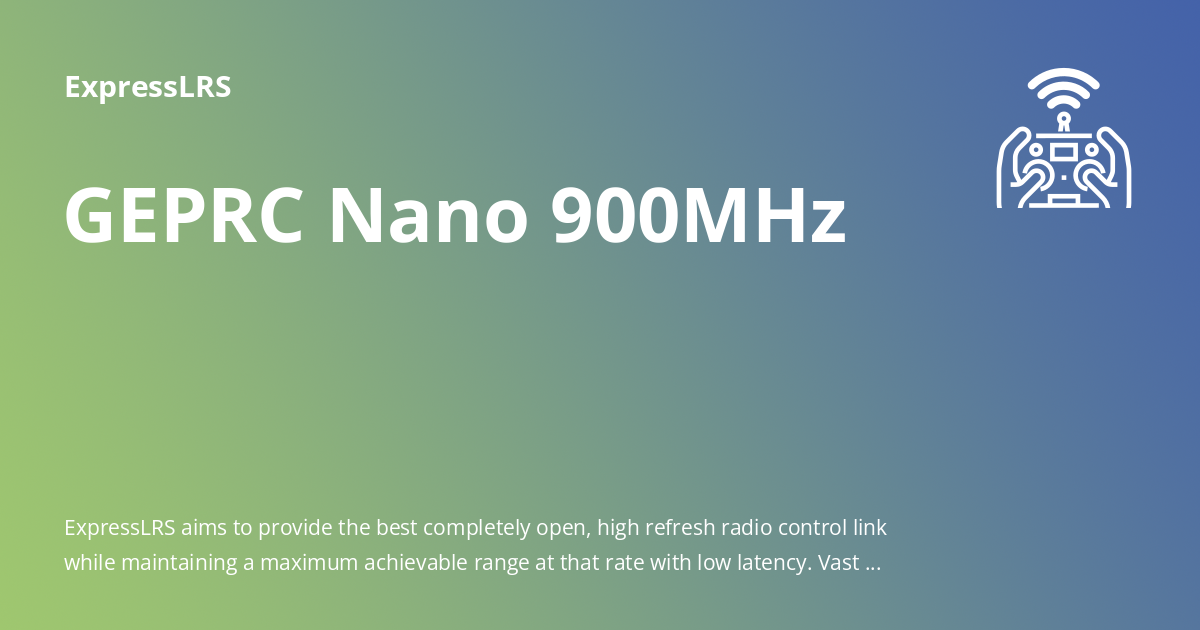 ExpressLRS
GEPRC Nano 900MHz
ExpressLRS aims to provide the best completely open, high refresh radio control link
while maintaining a maximum achievable range at that rate with low latency. Vast ...